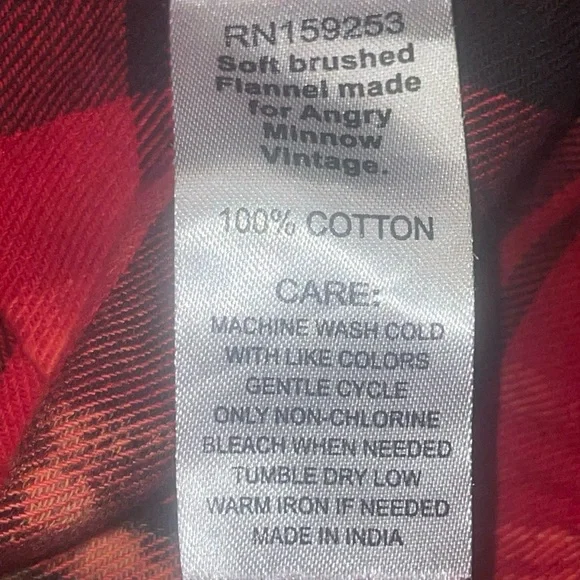 RN159253
Soft brushed
Flannel made
for Angry
Minnow
Vintage.
100% COTTON
CARE:
MACHINE WASH COLD
WITH LIKE COLORS
GENTLE CYCLE
ONLY NON-CHLORINE
BLEACH WHEN NEEDED
TUMBLE DRY LOW
WARM IRON IF NEEDED
MADE IN INDIA